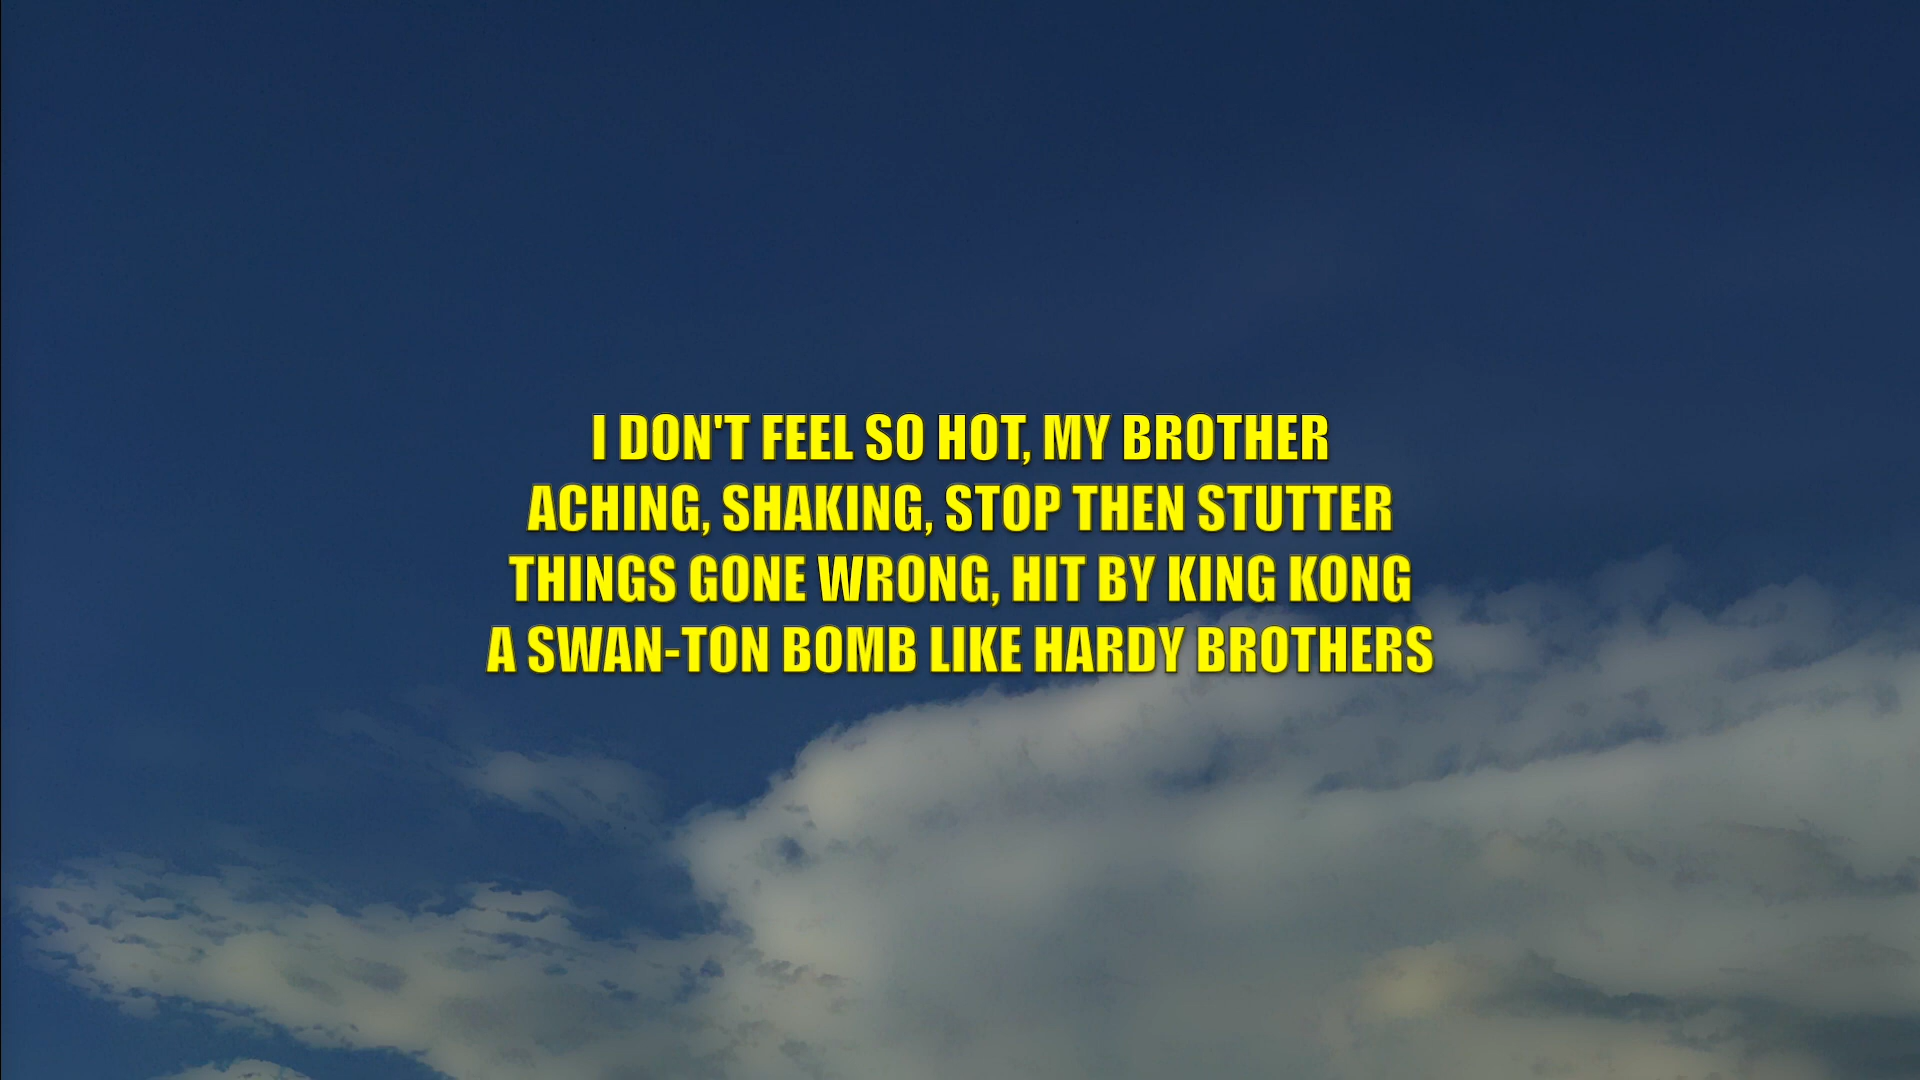 I DON'T FEEL SO HOT, MY BROTHER
ACHING, SHAKING, STOP THEN STUTTER
THINGS GONE WRONG, HIT BY KING KONG
A SWAN-TON BOMB LIKE HARDY BROTHERS